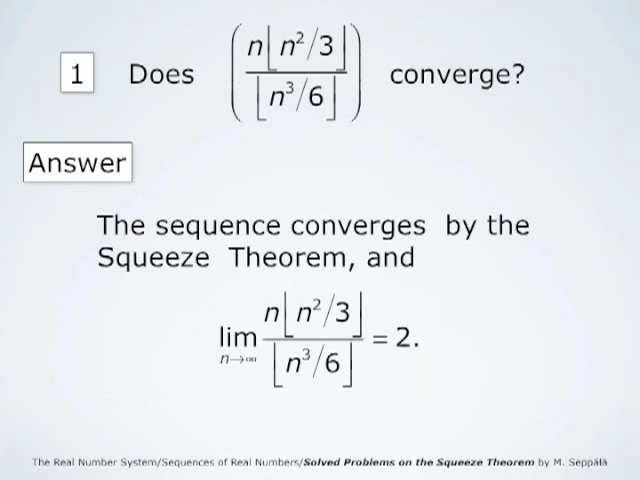 1 Does (n⌊n²/3⌋ / ⌊n³/6⌋) converge?
Answer
The sequence converges by the
Squeeze Theorem, and
lim n→∞ n⌊n²/3⌋ / ⌊n³/6⌋ = 2.
The Real Number System/Sequences of Real Numbers/Solved Problems on the Squeeze Theorem by M. Seppälä